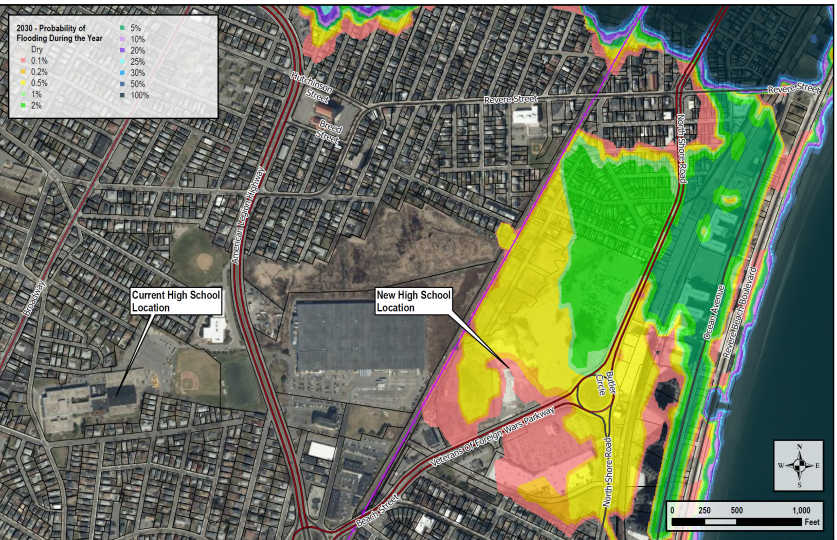 2030 - Probability of
Flooding During the Year
Dry
0.1%
0.2%
0.5%
1%
2%
5%
10%
20%
25%
30%
50%
100%
Hutchinson
Street
Breed
Street
Revere Street
Revere Street
North Shore Road
American Legion Highway
Broadway
Current High School
Location
New High School
Location
Ocean Avenue
Revere Beach Boulevard
Butler
Circle
Veterans Of Foreign Wars Parkway
North Shore Road
Beach Street
N
W
E
S
0
250
500
1,000
Feet